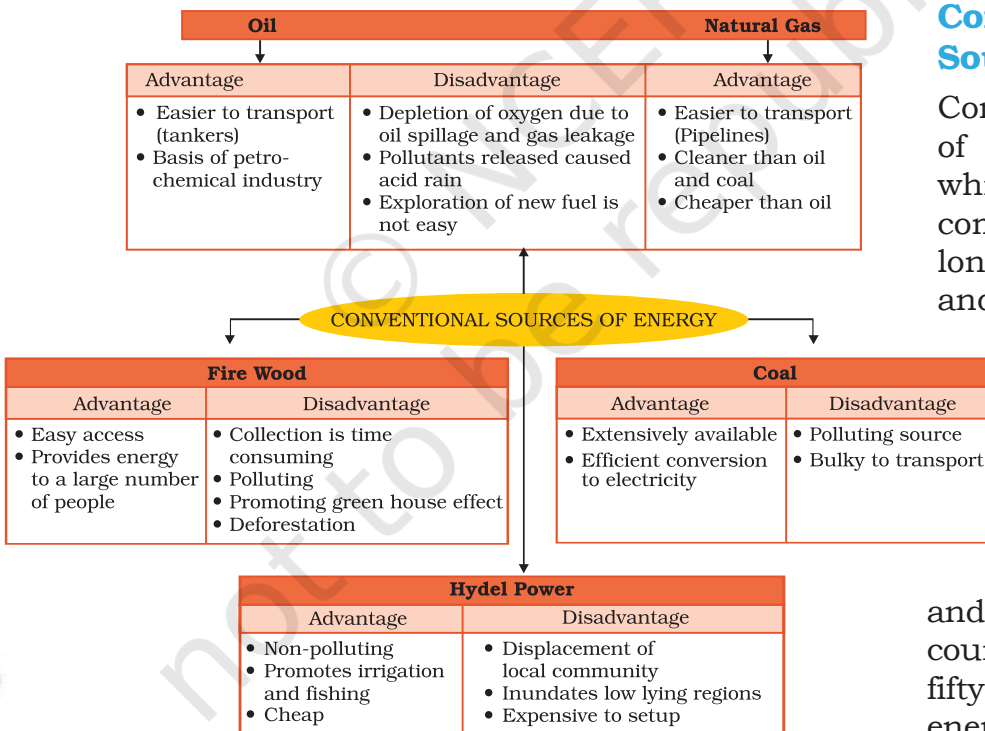 Oil
Natural Gas
Advantage
Disadvantage
Advantage
• Easier to transport
(tankers)
• Basis of petro-
chemical industry
• Depletion of oxygen due to
oil spillage and gas leakage
• Pollutants released caused
acid rain
• Exploration of new fuel is
not easy
• Easier to transport
(Pipelines)
• Cleaner than oil
and coal
• Cheaper than oil
CONVENTIONAL SOURCES OF ENERGY
Fire Wood
Advantage
Disadvantage
• Easy access
• Provides energy
to a large number
of people
• Collection is time
consuming
• Polluting
• Promoting green house effect
• Deforestation
Coal
Advantage
Disadvantage
• Extensively available
• Efficient conversion
to electricity
• Polluting source
• Bulky to transport
Hydel Power
Advantage
Disadvantage
• Non-polluting
• Promotes irrigation
and fishing
• Cheap
• Displacement of
local community
• Inundates low lying regions
• Expensive to setup
of
and
fifty
not to be republ